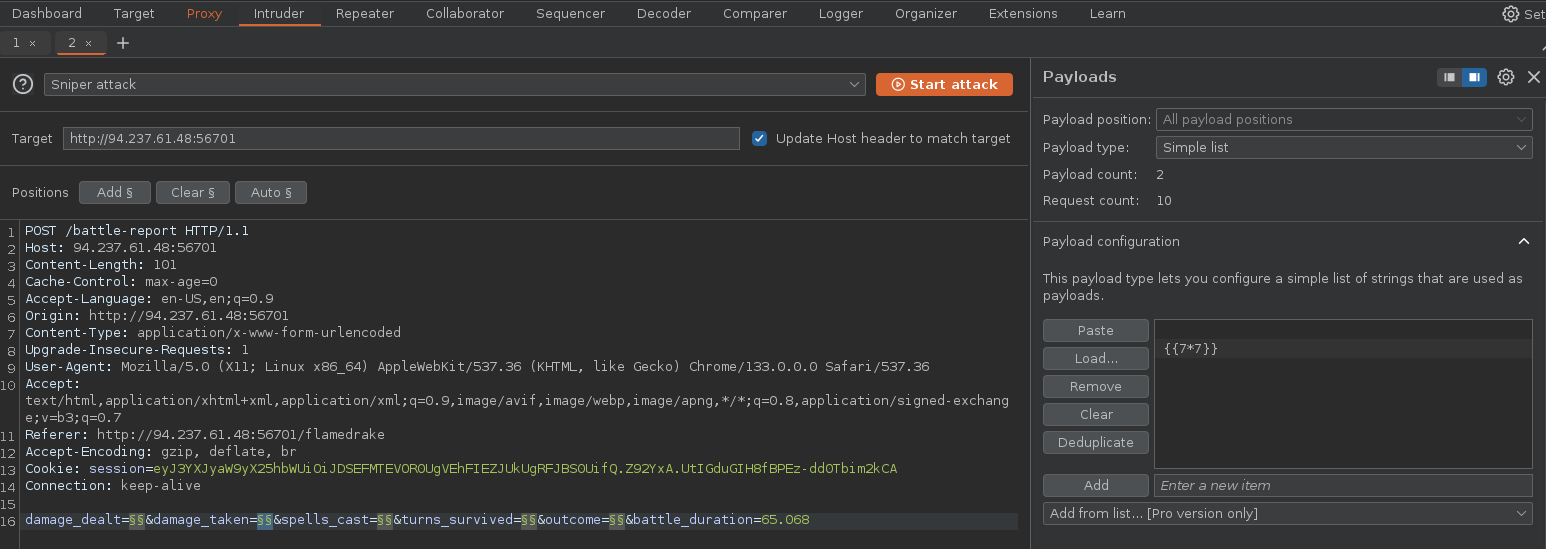 Dashboard Target Proxy Intruder Repeater Collaborator Sequencer Decoder Comparer Logger Organizer Extensions Learn Set
1 × 2 × +
Sniper attack Start attack
Target http://94.237.61.48:56701 Update Host header to match target
Positions Add § Clear § Auto §
1 POST /battle-report HTTP/1.1
2 Host: 94.237.61.48:56701
3 Content-Length: 101
4 Cache-Control: max-age=0
5 Accept-Language: en-US,en;q=0.9
6 Origin: http://94.237.61.48:56701
7 Content-Type: application/x-www-form-urlencoded
8 Upgrade-Insecure-Requests: 1
9 User-Agent: Mozilla/5.0 (X11; Linux x86_64) AppleWebKit/537.36 (KHTML, like Gecko) Chrome/133.0.0.0 Safari/537.36
10 Accept:
text/html,application/xhtml+xml,application/xml;q=0.9,image/avif,image/webp,image/apng,*/*;q=0.8,application/signed-exchang
e;v=b3;q=0.7
11 Referer: http://94.237.61.48:56701/flamedrake
12 Accept-Encoding: gzip, deflate, br
13 Cookie: session=eyJ3YXJyaW9yX25hbWUiOiJDSEFMTEVOR0UgVEhFIEZJUkUgRFJBS0UifQ.Z92YxA.UtIGduGIH8fBPEz-dd0Tbim2kCA
14 Connection: keep-alive
15
16 damage_dealt=§§&damage_taken=§§&spells_cast=§§&turns_survived=§§&outcome=§§&battle_duration=65.068
Payloads
Payload position: All payload positions
Payload type: Simple list
Payload count: 2
Request count: 10
Payload configuration
This payload type lets you configure a simple list of strings that are used as
payloads.
Paste
{{7*7}}
Load...
Remove
Clear
Deduplicate
Add Enter a new item
Add from list... [Pro version only]